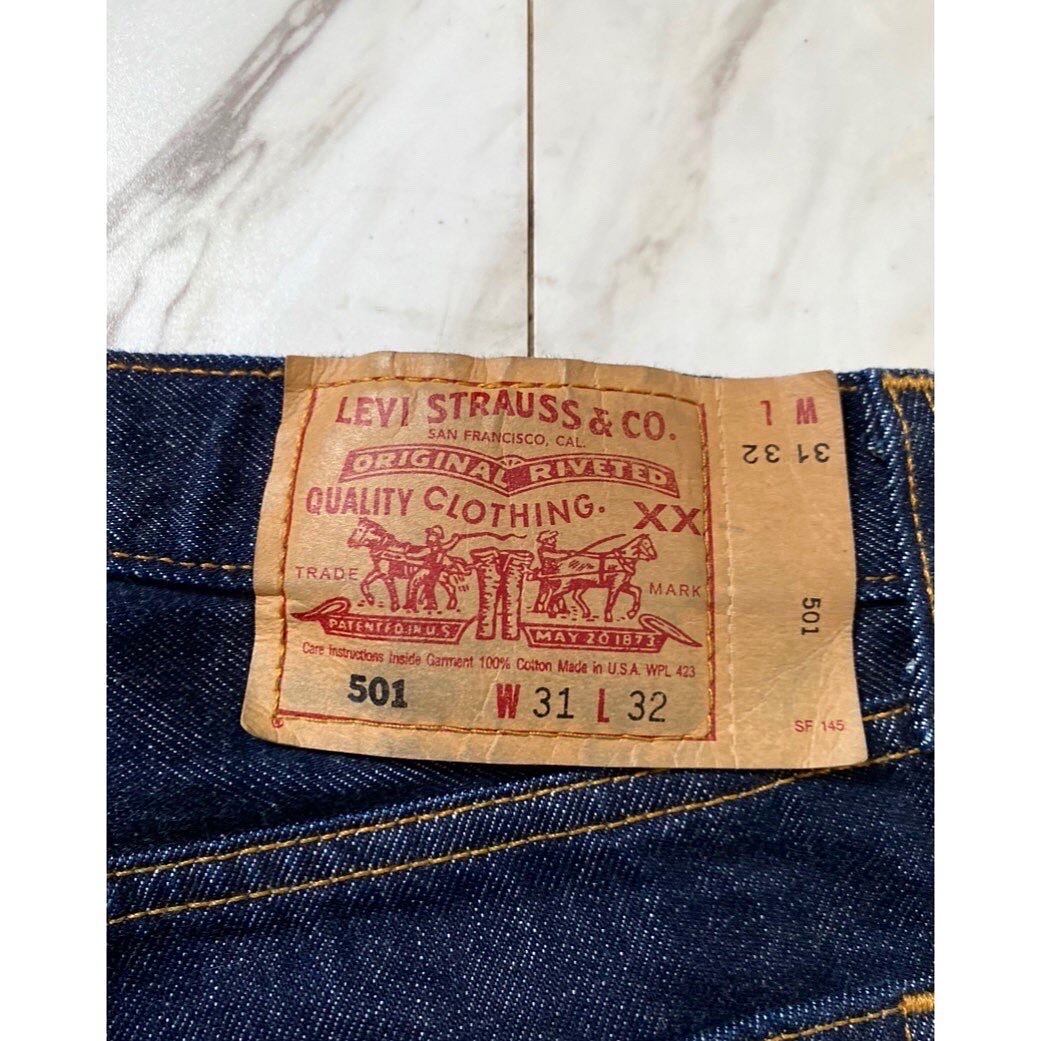 LEVI STRAUSS & CO.
SAN FRANCISCO, CAL.
ORIGINAL RIVETED
QUALITY CLOTHING. XX
TRADE MARK
PATENTED IN U.S. MAY 20 1873
Care Instructions Inside Garment 100% Cotton Made in U.S.A. WPL 423
501 W 31 L 32
W L
31 32
501
SF 145